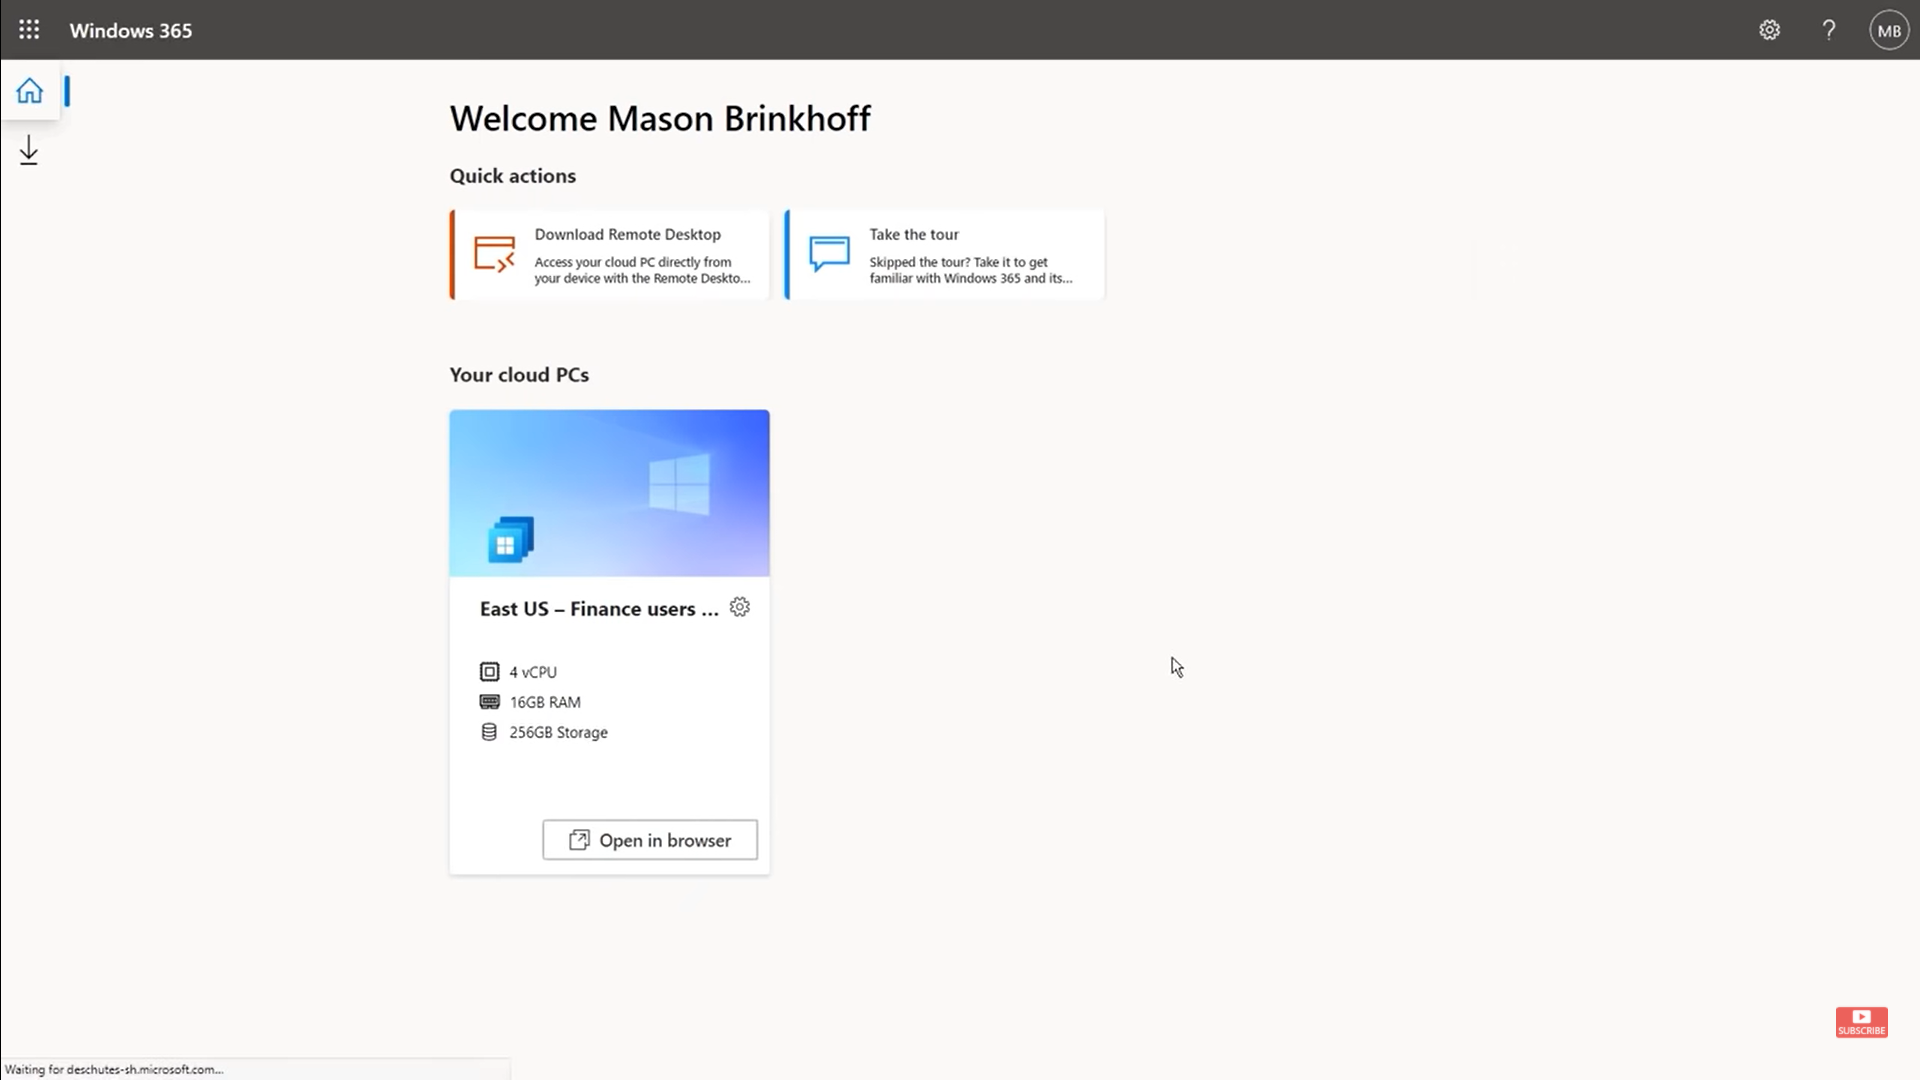 Windows 365
?
MB
Welcome Mason Brinkhoff
Quick actions
Download Remote Desktop
Access your cloud PC directly from
your device with the Remote Deskto...
Take the tour
Skipped the tour? Take it to get
familiar with Windows 365 and its...
Your cloud PCs
East US – Finance users ...
4 vCPU
16GB RAM
256GB Storage
Open in browser
SUBSCRIBE
Waiting for deschutes-sh.microsoft.com...